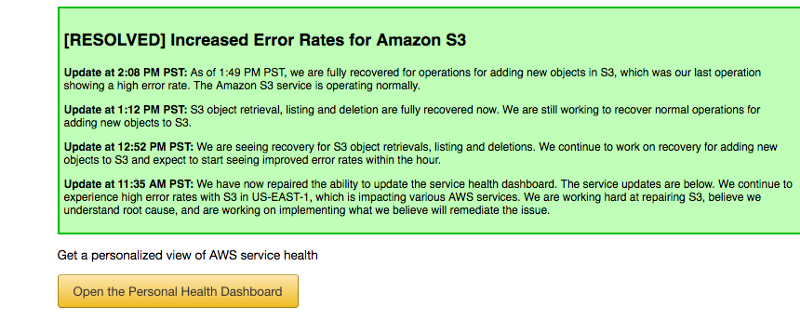 [RESOLVED] Increased Error Rates for Amazon S3
Update at 2:08 PM PST: As of 1:49 PM PST, we are fully recovered for operations for adding new objects in S3, which was our last operation
showing a high error rate. The Amazon S3 service is operating normally.
Update at 1:12 PM PST: S3 object retrieval, listing and deletion are fully recovered now. We are still working to recover normal operations for
adding new objects to S3.
Update at 12:52 PM PST: We are seeing recovery for S3 object retrievals, listing and deletions. We continue to work on recovery for adding new
objects to S3 and expect to start seeing improved error rates within the hour.
Update at 11:35 AM PST: We have now repaired the ability to update the service health dashboard. The service updates are below. We continue to
experience high error rates with S3 in US-EAST-1, which is impacting various AWS services. We are working hard at repairing S3, believe we
understand root cause, and are working on implementing what we believe will remediate the issue.
Get a personalized view of AWS service health
Open the Personal Health Dashboard